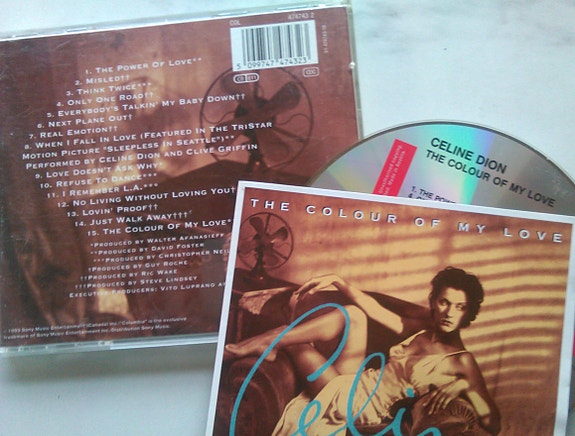 CDL
474743 2
5 099747 474323
1. THE POWER OF LOVE**
2. MISLED††
3. THINK TWICE***
4. ONLY ONE ROAD††
5. EVERYBODY'S TALKIN' MY BABY DOWN††
6. NEXT PLANE OUT†
7. REAL EMOTION††
8. WHEN I FALL IN LOVE (FEATURED IN THE TRISTAR
MOTION PICTURE "SLEEPLESS IN SEATTLE")**
PERFORMED BY CELINE DION AND CLIVE GRIFFIN
9. LOVE DOESN'T ASK WHY*
10. REFUSE TO DANCE***
11. I REMEMBER L.A.***
12. NO LIVING WITHOUT LOVING YOU†
13. LOVIN' PROOF††
14. JUST WALK AWAY†††
15. THE COLOUR OF MY LOVE*
*PRODUCED BY WALTER AFANASIEFF
**PRODUCED BY DAVID FOSTER
***PRODUCED BY CHRISTOPHER NEIL
†PRODUCED BY GUY ROCHE
††PRODUCED BY RIC WAKE
†††PRODUCED BY STEVE LINDSEY
EXECUTIVE PRODUCERS: VITO LUPRANO A
CELINE DION
THE COLOUR OF MY LOVE
1. THE POWE
THE COLOUR OF MY LOVE
Celin